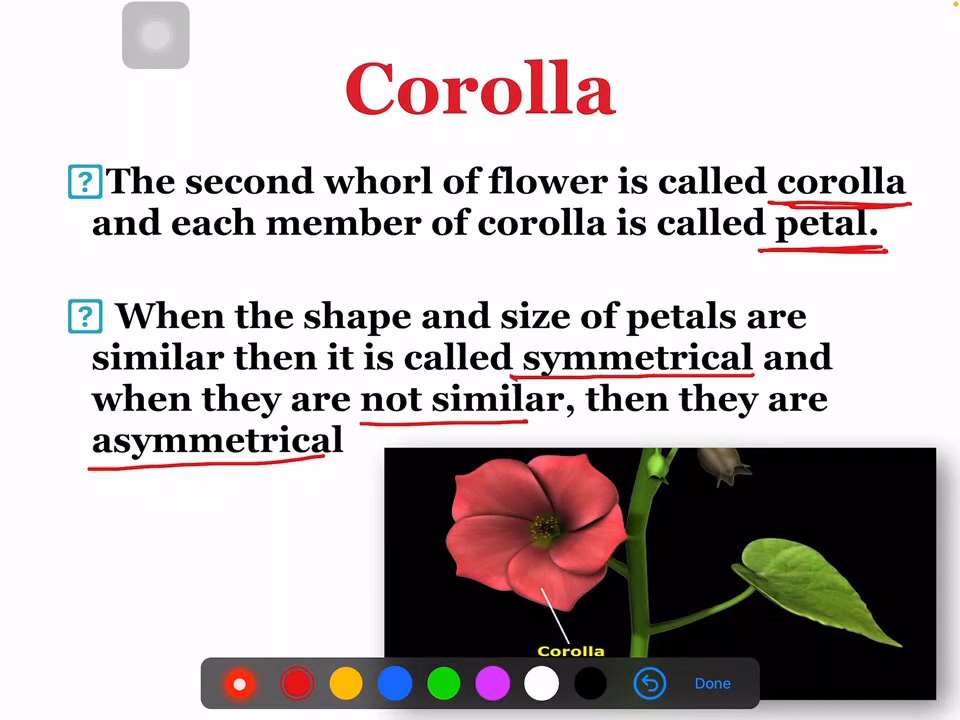 Corolla
The second whorl of flower is called corolla
and each member of corolla is called petal.
When the shape and size of petals are
similar then it is called symmetrical and
when they are not similar, then they are
asymmetrical
Corolla
Done